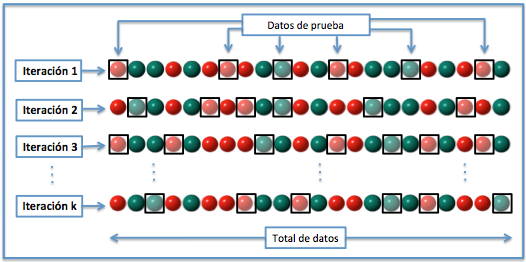 Datos de prueba
Iteración 1
Iteración 2
Iteración 3
Iteración k
Total de datos